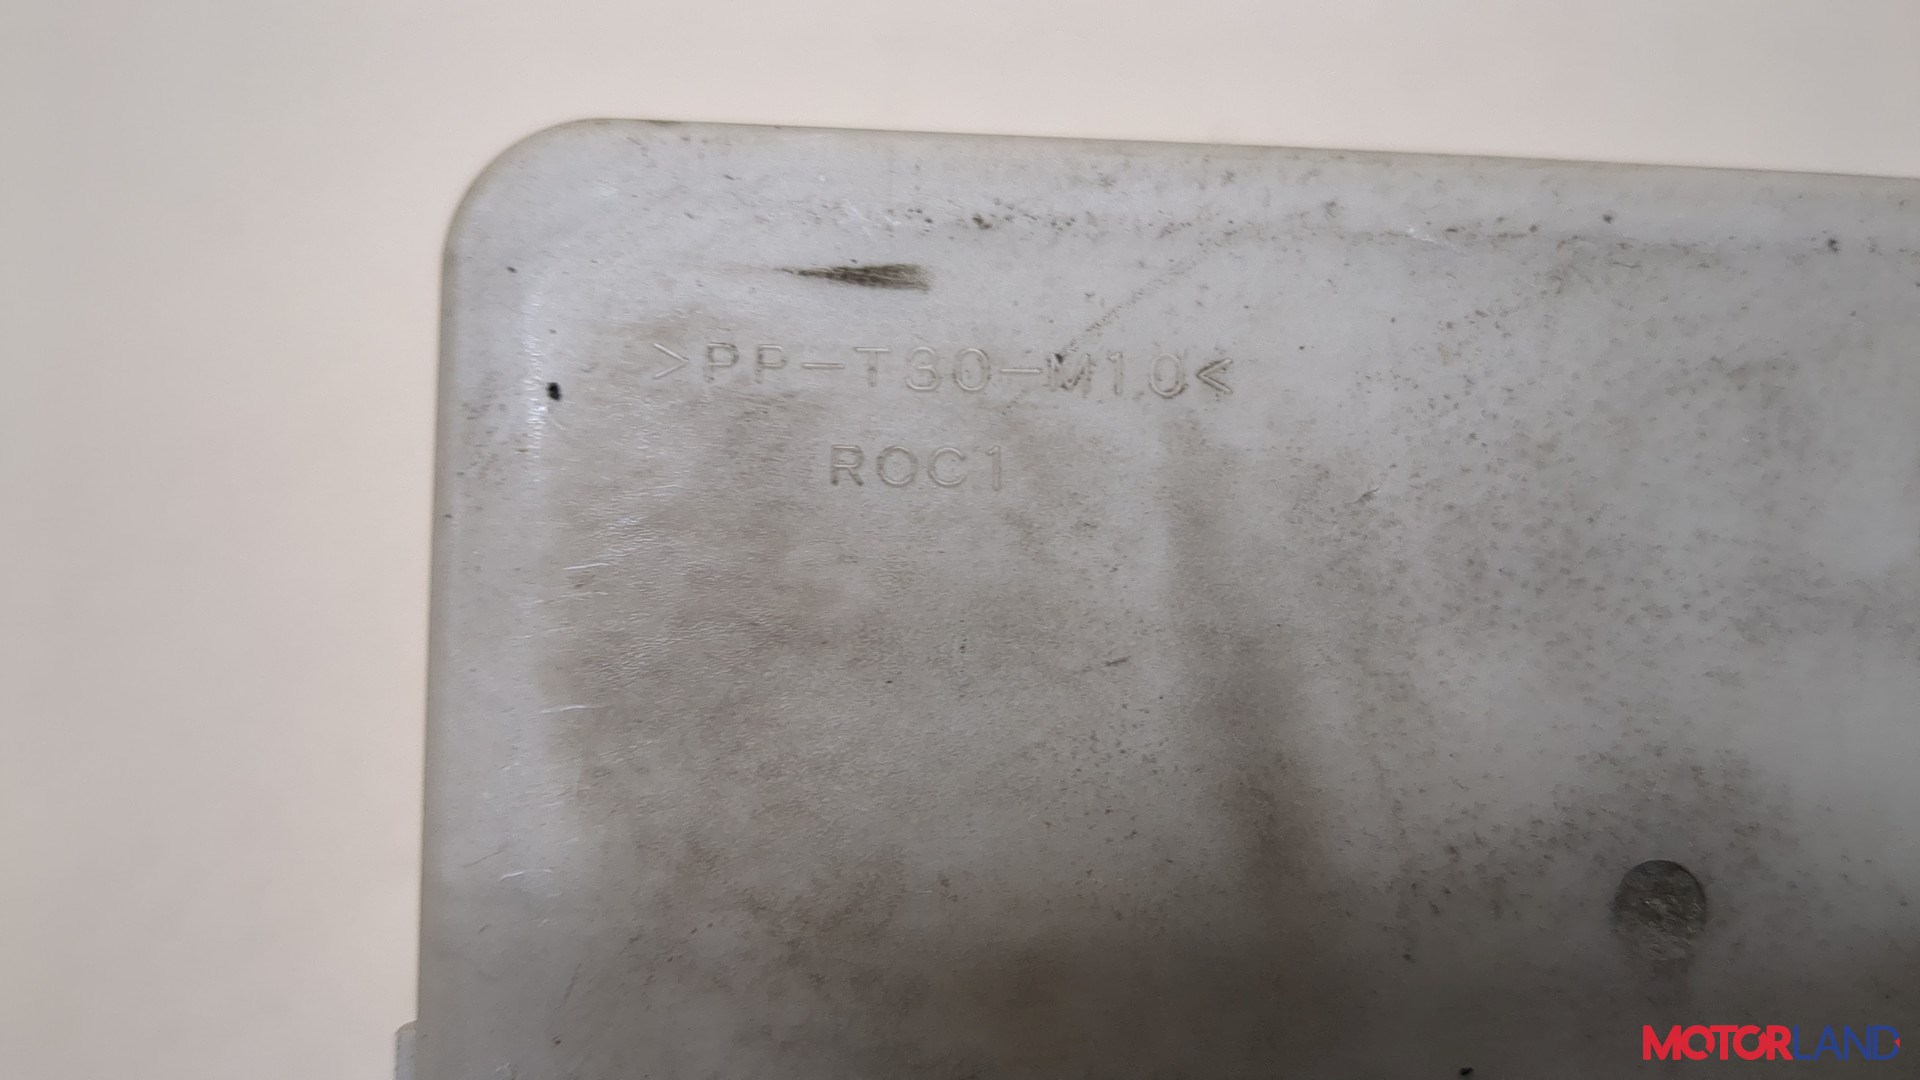 >PP-T30-M10<
ROC1
MOTORLAND